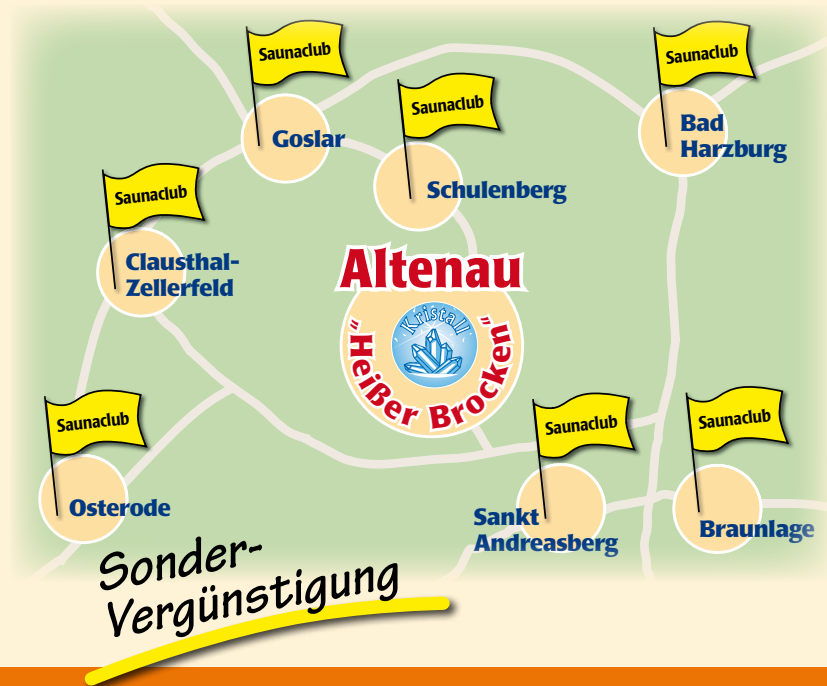 Saunaclub
Goslar
Saunaclub
Schulenberg
Saunaclub
Bad
Harzburg
Saunaclub
Clausthal-
Zellerfeld
Altenau
Kristall
„Heißer Brocken”
Saunaclub
Osterode
Saunaclub
Sankt
Andreasberg
Saunaclub
Braunlage
Sonder-
Vergünstigung